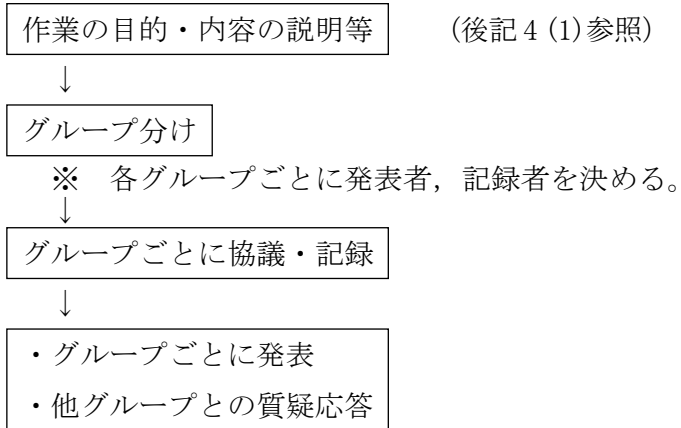 作業の目的・内容の説明等 (後記4(1)参照)
↓
グループ分け
※ 各グループごとに発表者，記録者を決める。
↓
グループごとに協議・記録
↓
・グループごとに発表
・他グループとの質疑応答